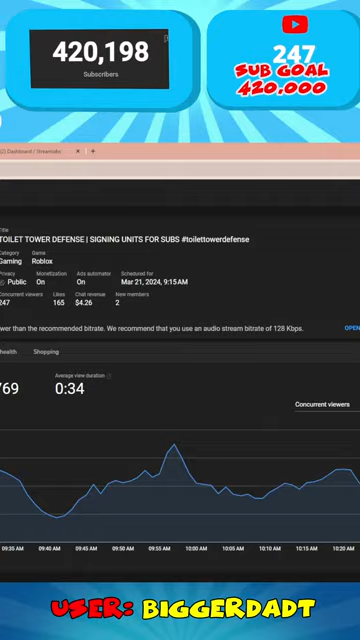 420,198
Subscribers
247
SUB GOAL
420,000
(2) Dashboard / Streamlabs
Title
TOILET TOWER DEFENSE | SIGNING UNITS FOR SUBS #toilettowerdefense
Category Game
Gaming Roblox
Privacy Monetization Ads automator Scheduled for
Public On On Mar 21, 2024, 9:15 AM
Concurrent viewers Likes Chat revenue New members
247 165 $4.26 2
wer than the recommended bitrate. We recommend that you use an audio stream bitrate of 128 Kbps. OPEN
health Shopping
Average view duration
769 0:34
Concurrent viewers
09:35 AM 09:40 AM 09:45 AM 09:50 AM 09:55 AM 10:00 AM 10:05 AM 10:10 AM 10:15 AM 10:20 AM
USER: BIGGERDADT